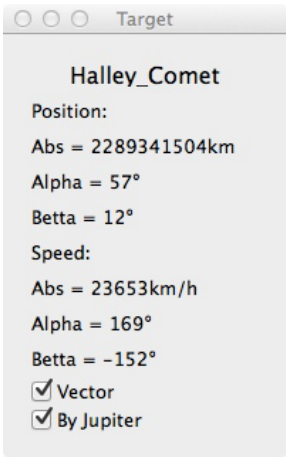 Target
Halley_Comet
Position:
Abs = 2289341504km
Alpha = 57°
Betta = 12°
Speed:
Abs = 23653km/h
Alpha = 169°
Betta = -152°
Vector
By Jupiter